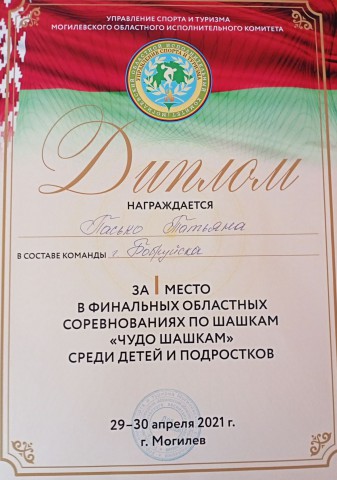 УПРАВЛЕНИЕ СПОРТА И ТУРИЗМА
МОГИЛЕВСКОГО ОБЛАСТНОГО ИСПОЛНИТЕЛЬНОГО КОМИТЕТА
Диплом
НАГРАЖДАЕТСЯ
Пасько Татьяна
В СОСТАВЕ КОМАНДЫ г Бобруйска
ЗА I МЕСТО
В ФИНАЛЬНЫХ ОБЛАСТНЫХ
СОРЕВНОВАНИЯХ ПО ШАШКАМ
«ЧУДО ШАШКАМ»
СРЕДИ ДЕТЕЙ И ПОДРОСТКОВ
29–30 апреля 2021 г.
г. Могилев